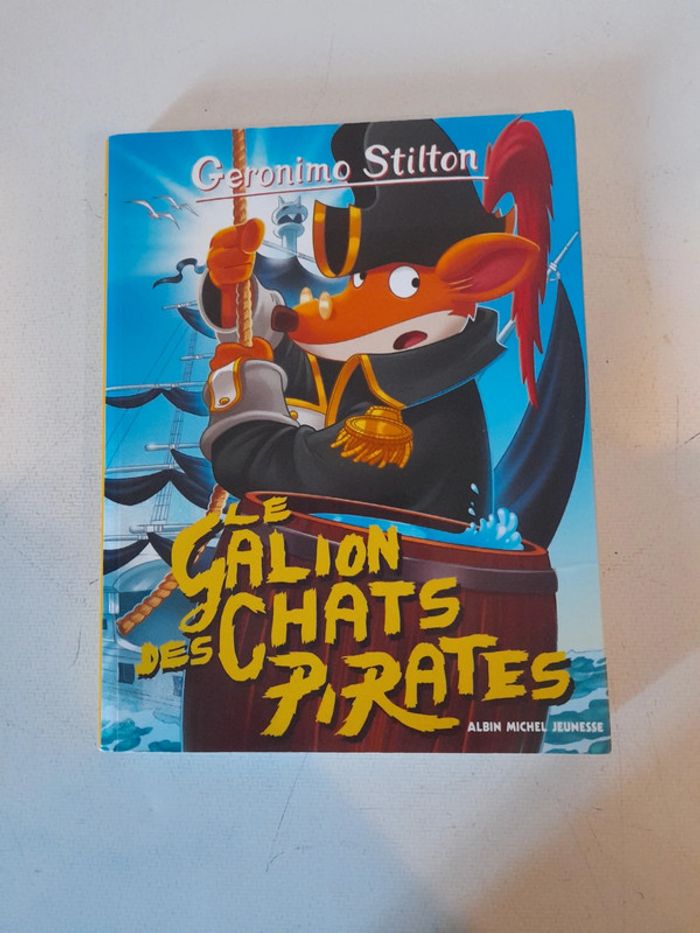 Geronimo Stilton
LE
GALION
DES CHATS
PIRATES
ALBIN MICHEL JEUNESSE